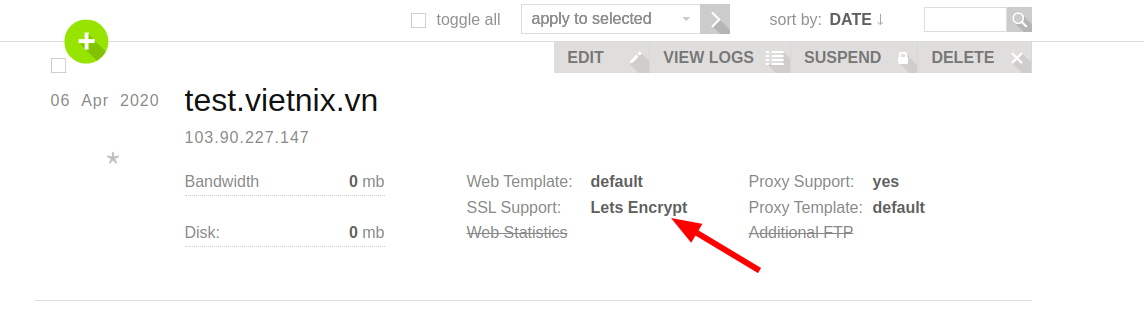 toggle all apply to selected sort by: DATE ↓
EDIT VIEW LOGS SUSPEND DELETE
06 Apr 2020 test.vietnix.vn
103.90.227.147
*
Bandwidth 0 mb Web Template: default Proxy Support: yes
SSL Support: Lets Encrypt Proxy Template: default
Disk: 0 mb Web Statistics Additional FTP